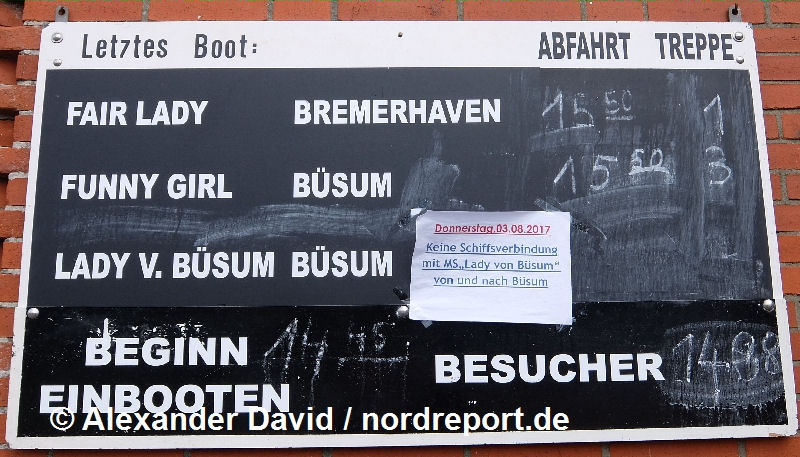 Letztes Boot: ABFAHRT TREPPE
FAIR LADY BREMERHAVEN 15 50 1
FUNNY GIRL BÜSUM 15 50 3
LADY V. BÜSUM BÜSUM
Donnerstag,03.08.2017
Keine Schiffsverbindung
mit MS„Lady von Büsum“
von und nach Büsum
BEGINN 14 45
EINBOOTEN
BESUCHER 1498
© Alexander David / nordreport.de